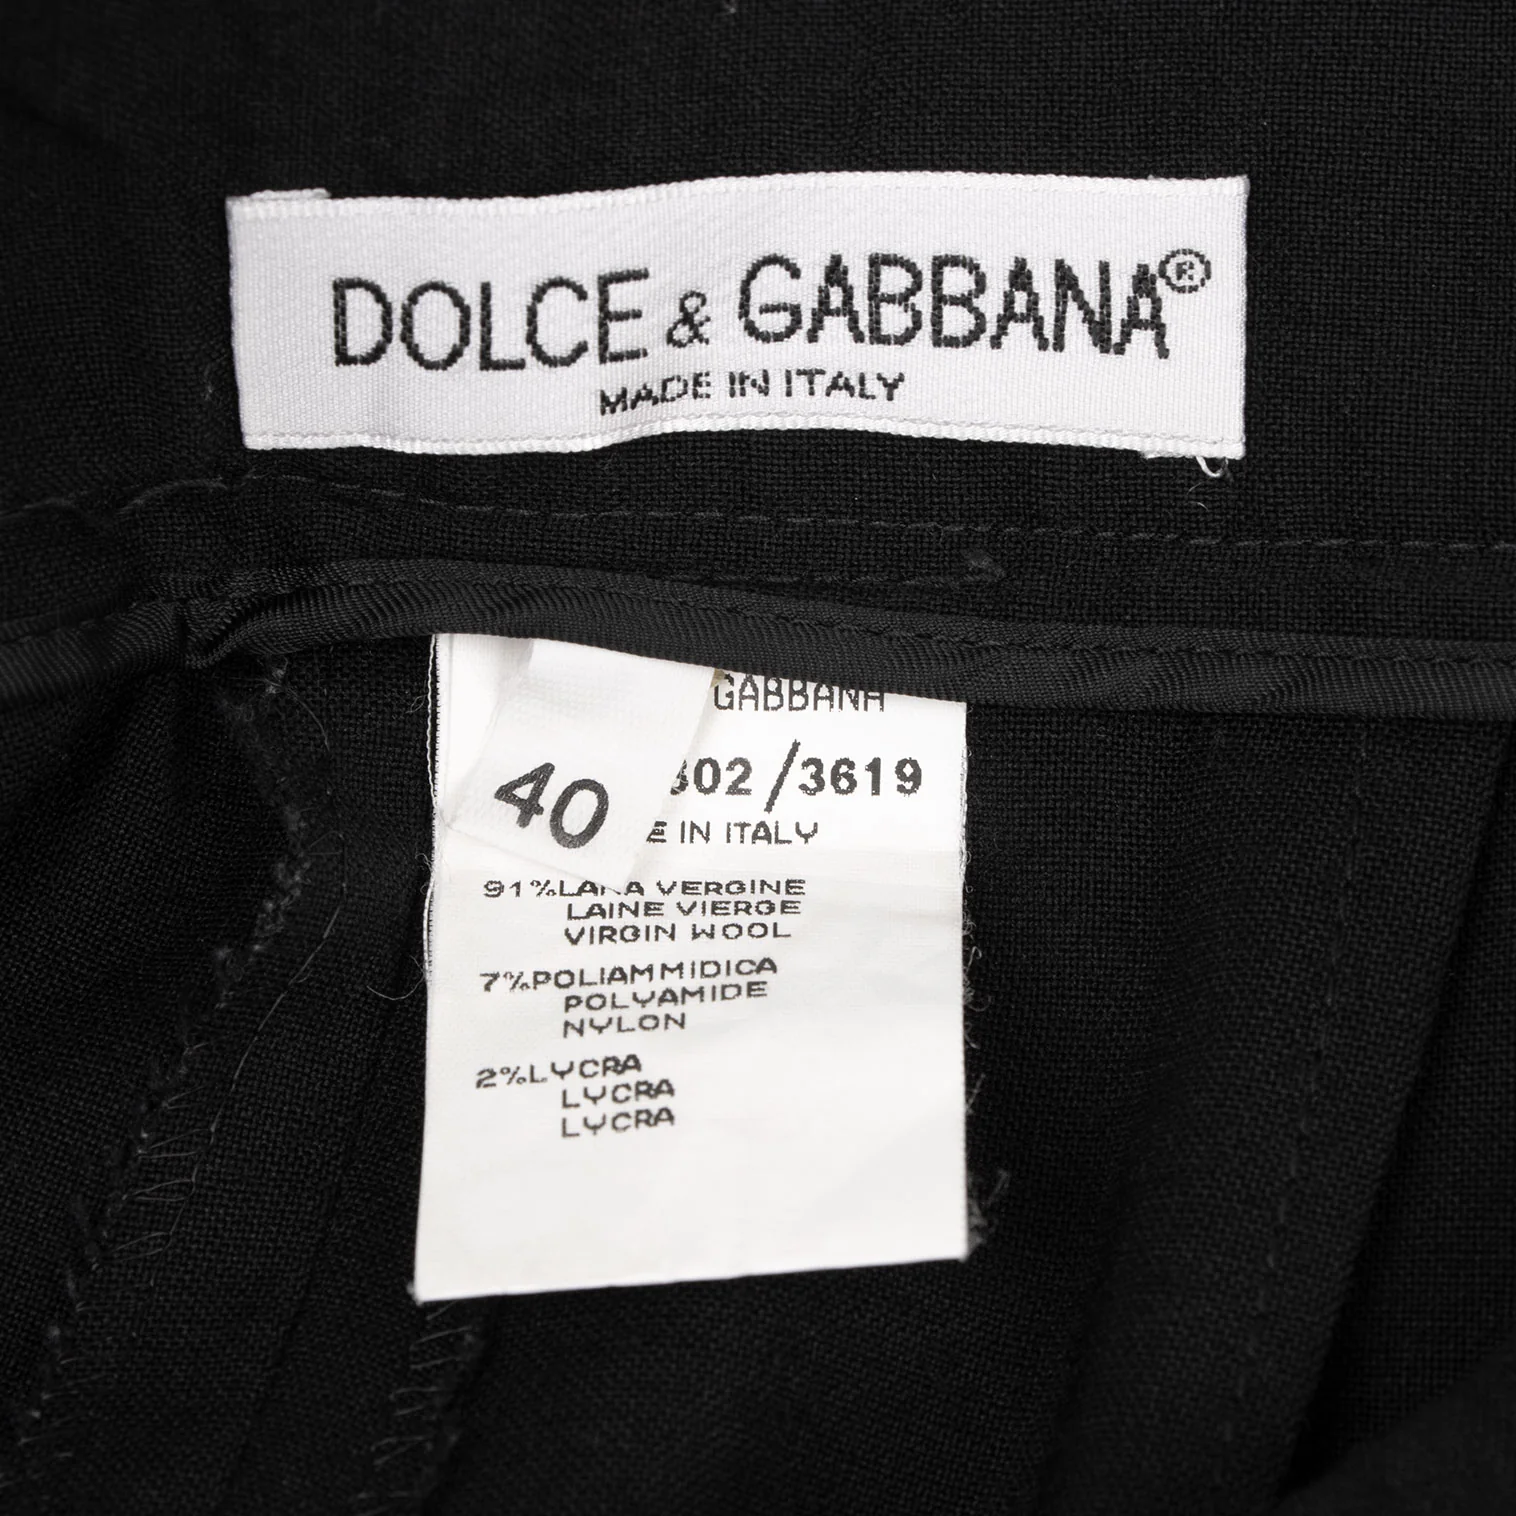 DOLCE & GABBANA®
MADE IN ITALY
GABBANA
40
302/3619
E IN ITALY
91%LANA VERGINE
LAINE VIERGE
VIRGIN WOOL
7%POLIAMMIDICA
POLYAMIDE
NYLON
2%LYCRA
LYCRA
LYCRA